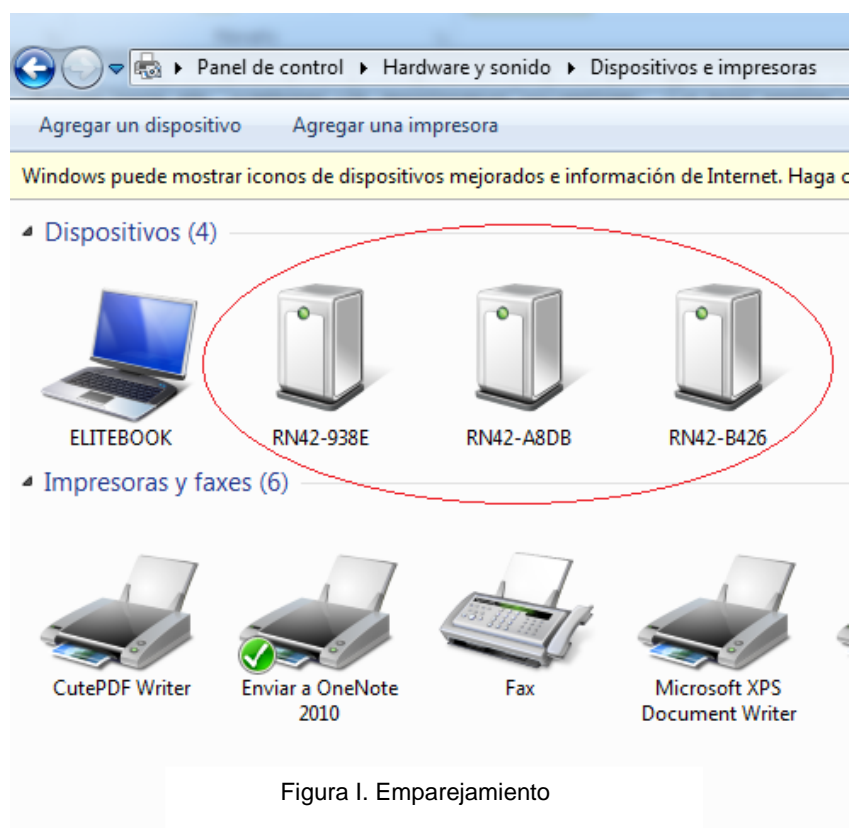 Panel de control ▸ Hardware y sonido ▸ Dispositivos e impresoras
Agregar un dispositivo Agregar una impresora
Windows puede mostrar iconos de dispositivos mejorados e información de Internet. Haga
Dispositivos (4)
ELITEBOOK RN42-938E RN42-A8DB RN42-B426
Impresoras y faxes (6)
CutePDF Writer Enviar a OneNote Fax Microsoft XPS
2010 Document Writer
Figura I. Emparejamiento